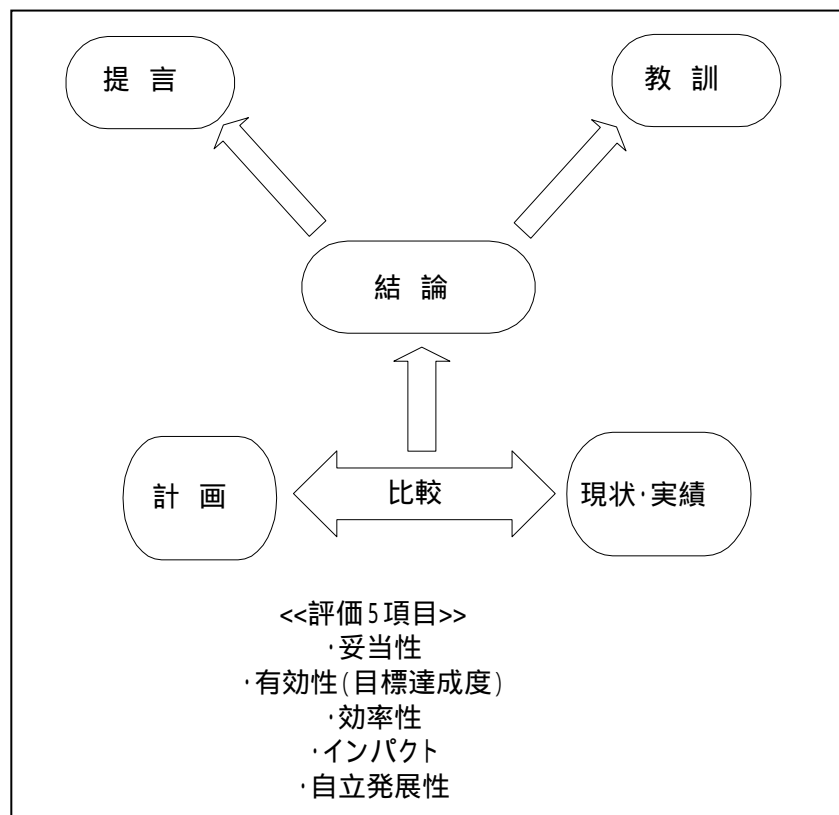 提 言
教 訓
結 論
計 画
比較
現状・実績
<<評価5項目>>
・妥当性
・有効性(目標達成度)
・効率性
・インパクト
・自立発展性